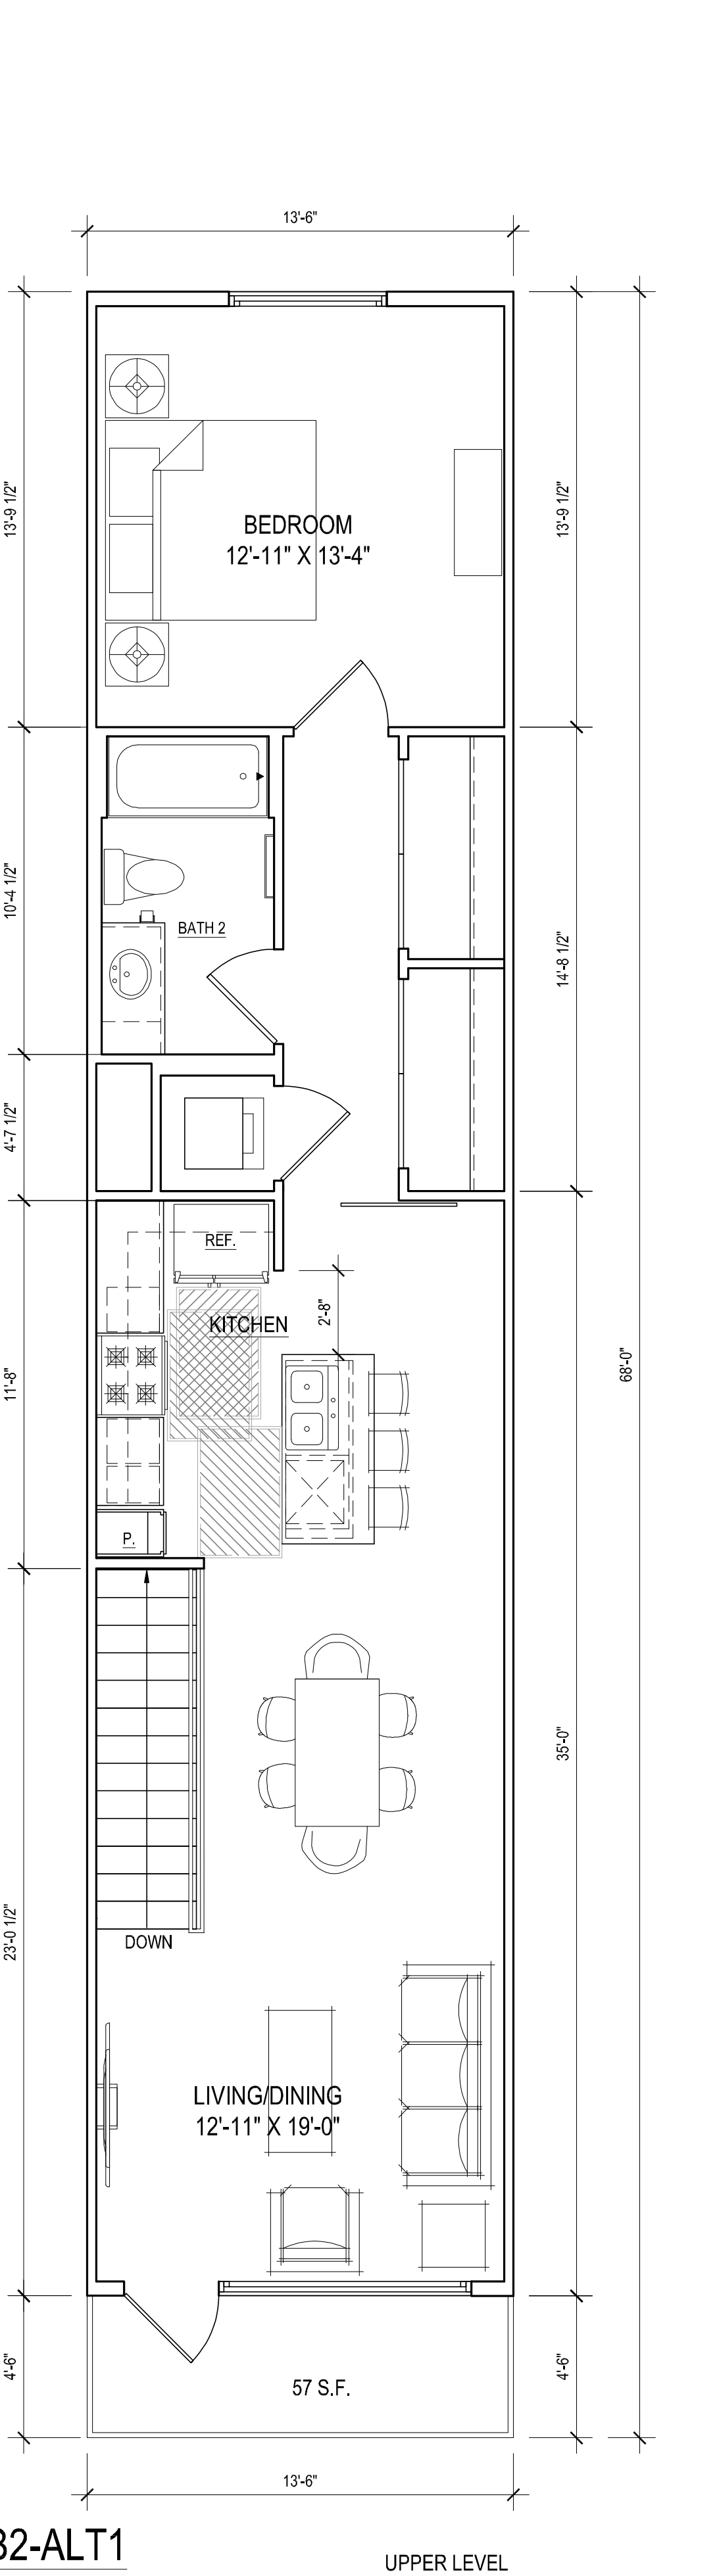 13'-6"
13'-9 1/2"
13'-9 1/2"
BEDROOM
12'-11" X 13'-4"
10'-4 1/2"
BATH 2
14'-8 1/2"
4'-7 1/2"
REF.
KITCHEN
2'-8"
11'-8"
68'-0"
P.
35'-0"
23'-0 1/2"
DOWN
LIVING/DINING
12'-11" X 19'-0"
4'-6"
57 S.F.
4'-6"
13'-6"
32-ALT1
UPPER LEVEL